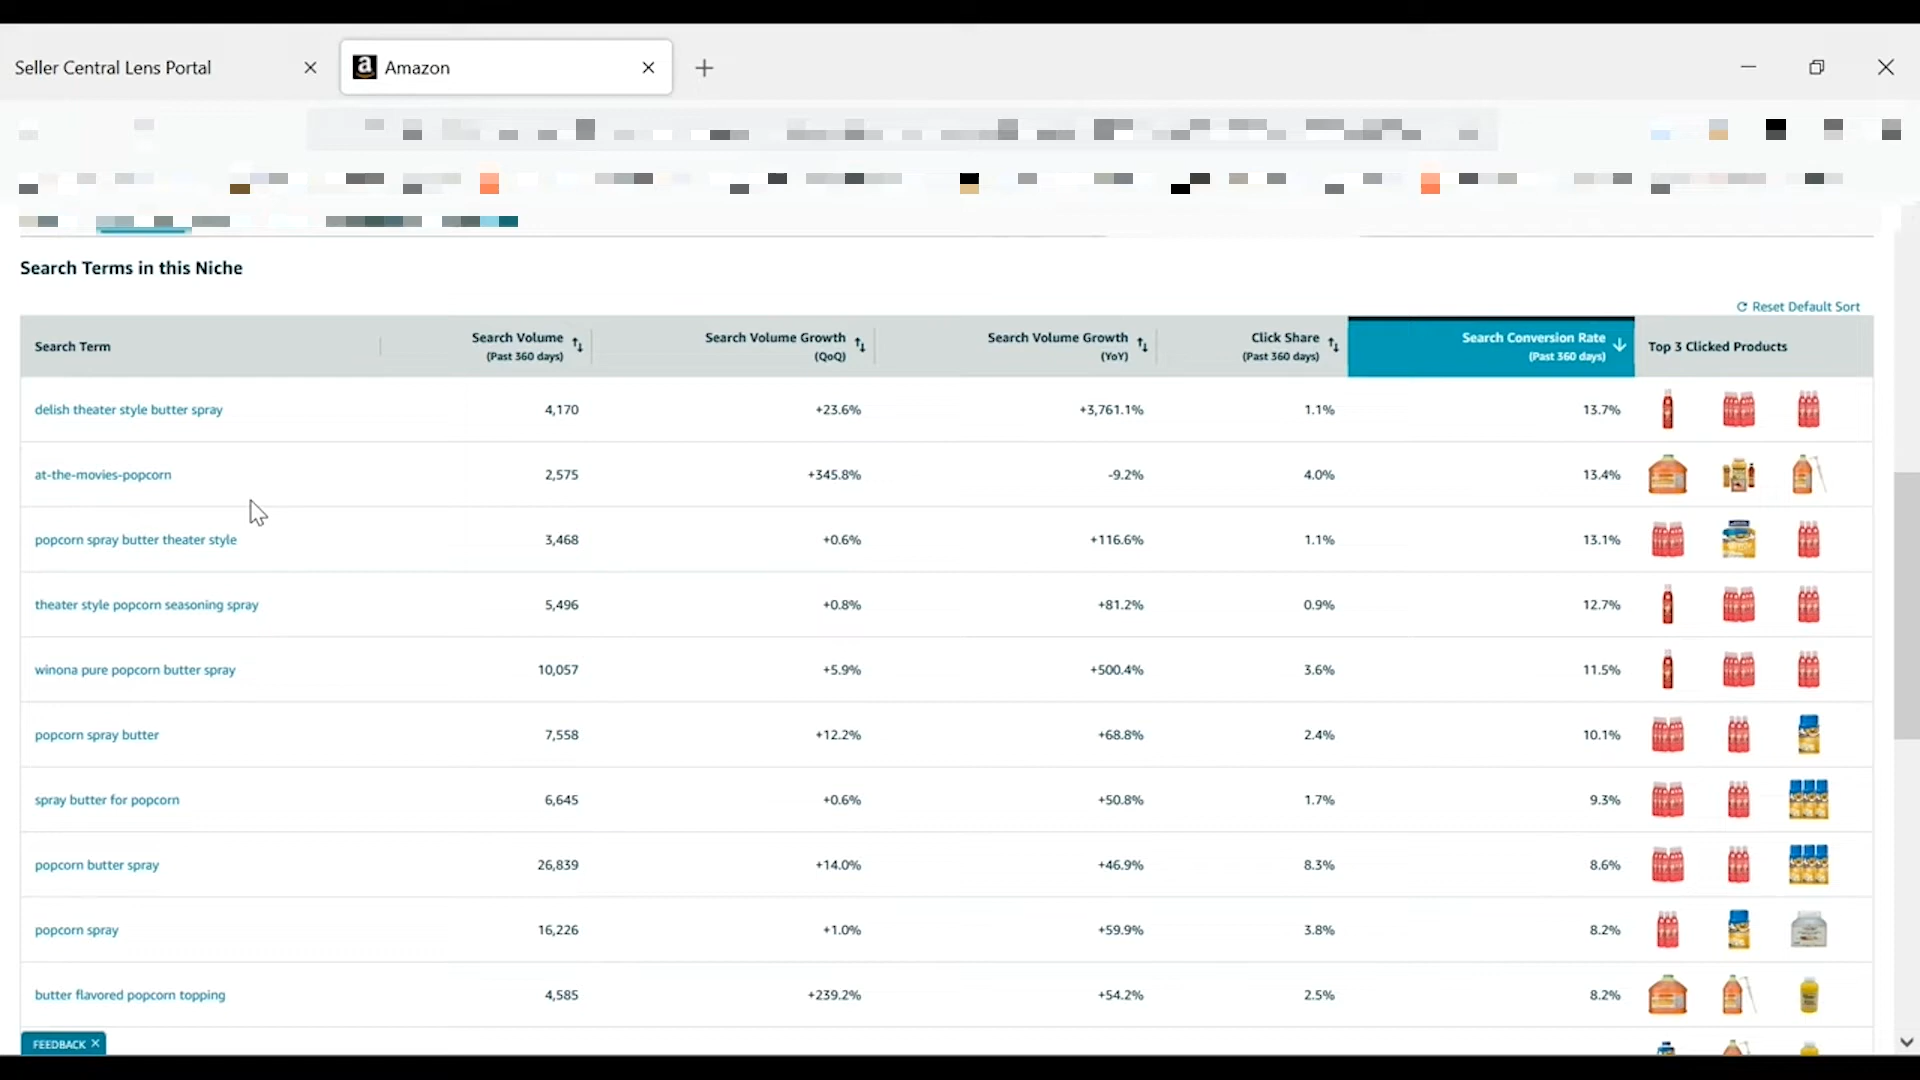 Seller Central Lens Portal
Amazon
Search Terms in this Niche
Reset Default Sort
Search Term
Search Volume
(Past 360 days)
Search Volume Growth
(QoQ)
Search Volume Growth
(YoY)
Click Share
(Past 360 days)
Search Conversion Rate
(Past 360 days)
Top 3 Clicked Products
delish theater style butter spray 4,170 +23.6% +3,761.1% 1.1% 13.7%
at-the-movies-popcorn 2,575 +345.8% -9.2% 4.0% 13.4%
popcorn spray butter theater style 3,468 +0.6% +116.6% 1.1% 13.1%
theater style popcorn seasoning spray 5,496 +0.8% +81.2% 0.9% 12.7%
winona pure popcorn butter spray 10,057 +5.9% +500.4% 3.6% 11.5%
popcorn spray butter 7,558 +12.2% +68.8% 2.4% 10.1%
spray butter for popcorn 6,645 +0.6% +50.8% 1.7% 9.3%
popcorn butter spray 26,839 +14.0% +46.9% 8.3% 8.6%
popcorn spray 16,226 +1.0% +59.9% 3.8% 8.2%
butter flavored popcorn topping 4,585 +239.2% +54.2% 2.5% 8.2%
FEEDBACK